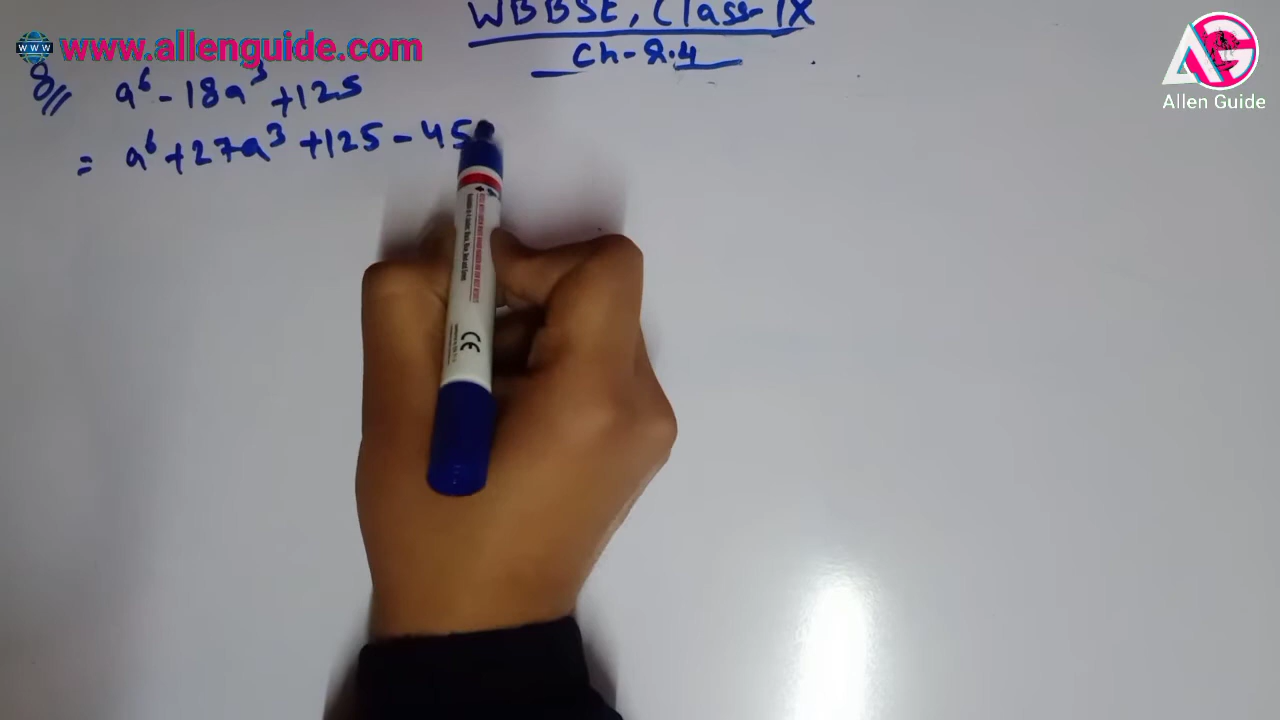 WBBSE, Class-IX
www.allenguide.com
Ch-8.4
8// a⁶ - 18a³ + 125
= a⁶ + 27a³ + 125 - 45
Allen Guide
CE